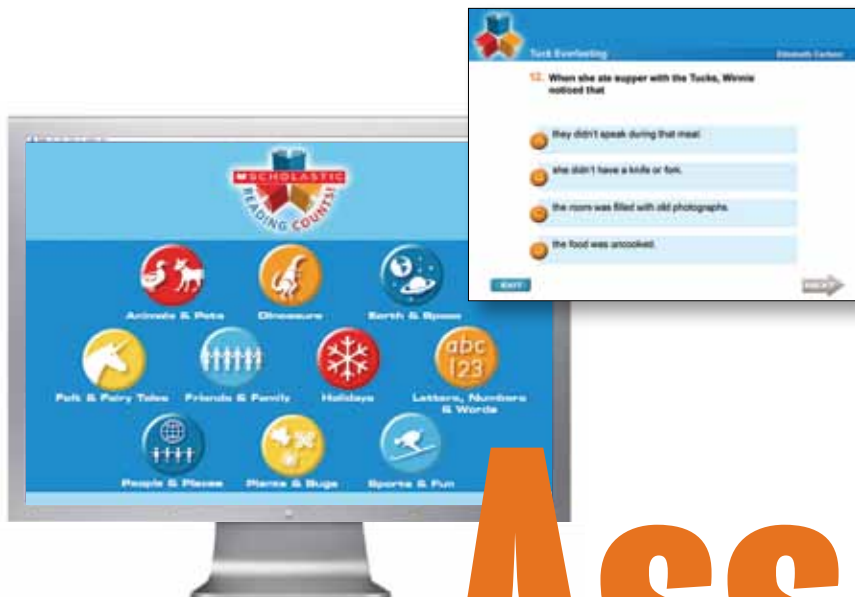 Tuck Everlasting
12. When she ate supper with the Tucks, Winnie
noticed that
they didn't speak during that meal.
she didn't have a knife or fork.
the room was filled with old photographs.
the food was uncooked.
EXIT
NEXT
SCHOLASTIC
READING COUNTS!
Animals & Pets
Dinosaurs
Earth & Space
abc
123
Folk & Fairy Tales
Friends & Family
Holidays
Letters, Numbers
& Words
People & Places
Plants & Bugs
Sports & Fun
Ass